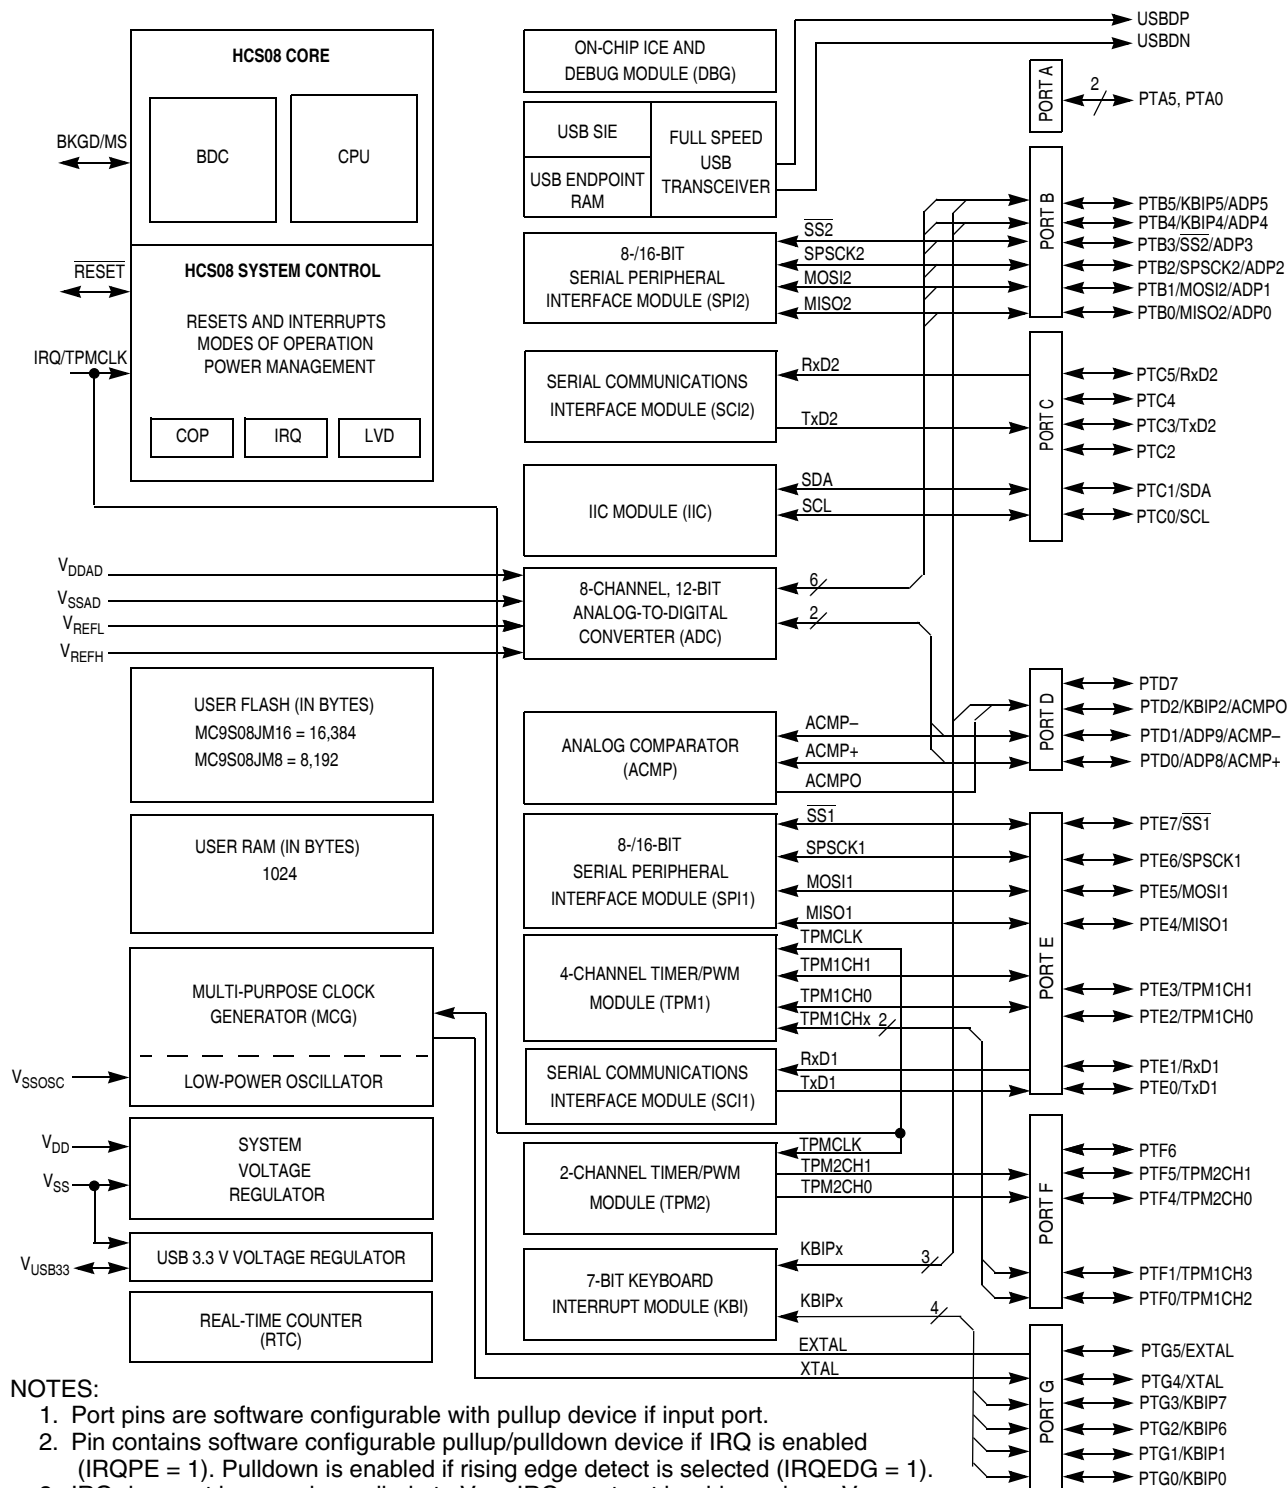 HCS08 CORE
BDC
CPU
BKGD/MS
RESET
HCS08 SYSTEM CONTROL
RESETS AND INTERRUPTS
MODES OF OPERATION
POWER MANAGEMENT
IRQ/TPMCLK
COP
IRQ
LVD
VDDAD
VSSAD
VREFL
VREFH
USER FLASH (IN BYTES)
MC9S08JM16 = 16,384
MC9S08JM8 = 8,192
USER RAM (IN BYTES)
1024
MULTI-PURPOSE CLOCK
GENERATOR (MCG)
LOW-POWER OSCILLATOR
VSSOSC
VDD
VSS
SYSTEM
VOLTAGE
REGULATOR
VUSB33
USB 3.3 V VOLTAGE REGULATOR
REAL-TIME COUNTER
(RTC)
ON-CHIP ICE AND
DEBUG MODULE (DBG)
USB SIE
USB ENDPOINT
RAM
FULL SPEED
USB
TRANSCEIVER
8-/16-BIT
SERIAL PERIPHERAL
INTERFACE MODULE (SPI2)
SS2
SPSCK2
MOSI2
MISO2
SERIAL COMMUNICATIONS
INTERFACE MODULE (SCI2)
RxD2
TxD2
IIC MODULE (IIC)
SDA
SCL
8-CHANNEL, 12-BIT
ANALOG-TO-DIGITAL
CONVERTER (ADC)
6
2
ANALOG COMPARATOR
(ACMP)
ACMP–
ACMP+
ACMPO
8-/16-BIT
SERIAL PERIPHERAL
INTERFACE MODULE (SPI1)
SS1
SPSCK1
MOSI1
MISO1
4-CHANNEL TIMER/PWM
MODULE (TPM1)
TPMCLK
TPM1CH1
TPM1CH0
TPM1CHx 2
SERIAL COMMUNICATIONS
INTERFACE MODULE (SCI1)
RxD1
TxD1
2-CHANNEL TIMER/PWM
MODULE (TPM2)
TPMCLK
TPM2CH1
TPM2CH0
7-BIT KEYBOARD
INTERRUPT MODULE (KBI)
KBIPx 3
KBIPx 4
EXTAL
XTAL
USBDP
USBDN
PORT A
2
PTA5, PTA0
PORT B
PTB5/KBIP5/ADP5
PTB4/KBIP4/ADP4
PTB3/SS2/ADP3
PTB2/SPSCK2/ADP2
PTB1/MOSI2/ADP1
PTB0/MISO2/ADP0
PORT C
PTC5/RxD2
PTC4
PTC3/TxD2
PTC2
PTC1/SDA
PTC0/SCL
PORT D
PTD7
PTD2/KBIP2/ACMPO
PTD1/ADP9/ACMP–
PTD0/ADP8/ACMP+
PORT E
PTE7/SS1
PTE6/SPSCK1
PTE5/MOSI1
PTE4/MISO1
PTE3/TPM1CH1
PTE2/TPM1CH0
PTE1/RxD1
PTE0/TxD1
PORT F
PTF6
PTF5/TPM2CH1
PTF4/TPM2CH0
PTF1/TPM1CH3
PTF0/TPM1CH2
PORT G
PTG5/EXTAL
PTG4/XTAL
PTG3/KBIP7
PTG2/KBIP6
PTG1/KBIP1
PTG0/KBIP0
NOTES:
1. Port pins are software configurable with pullup device if input port.
2. Pin contains software configurable pullup/pulldown device if IRQ is enabled
(IRQPE = 1). Pulldown is enabled if rising edge detect is selected (IRQEDG = 1).